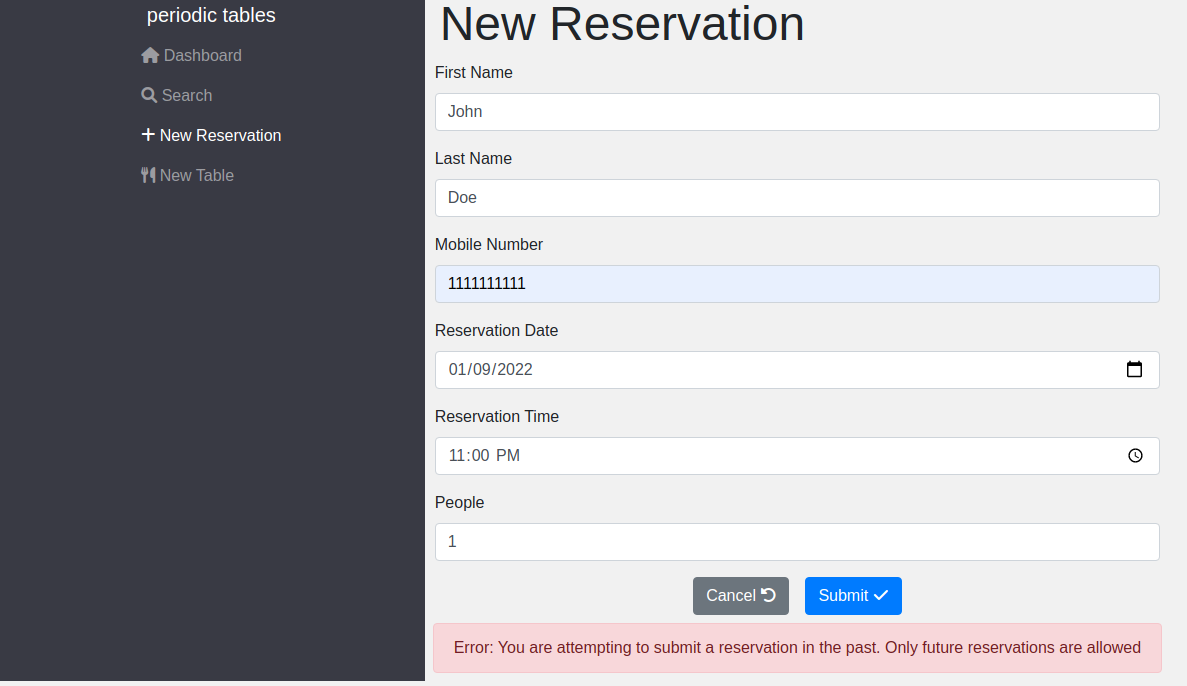 periodic tables
Dashboard
Search
New Reservation
New Table
New Reservation
First Name
John
Last Name
Doe
Mobile Number
1111111111
Reservation Date
01/09/2022
Reservation Time
11:00 PM
People
1
Cancel
Submit
Error: You are attempting to submit a reservation in the past. Only future reservations are allowed